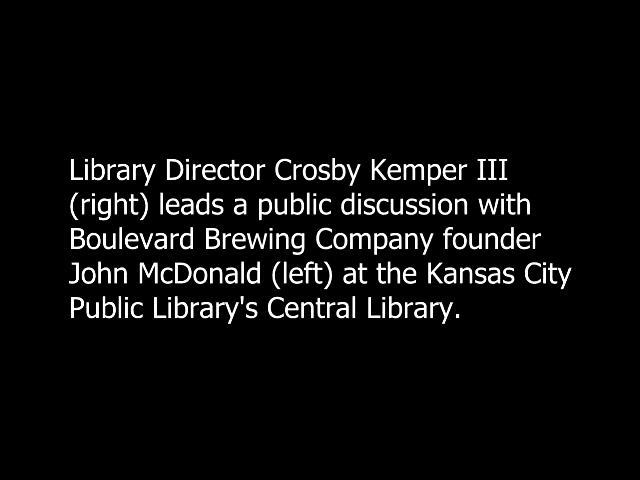 Library Director Crosby Kemper III
(right) leads a public discussion with
Boulevard Brewing Company founder
John McDonald (left) at the Kansas City
Public Library's Central Library.